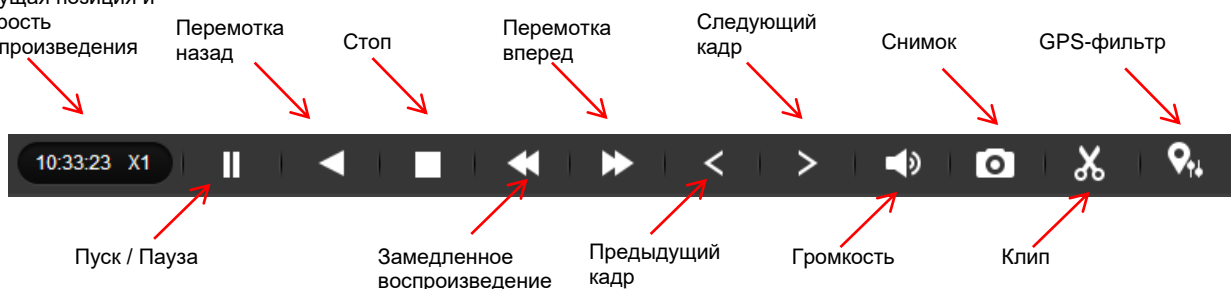 Перемотка
назад
Стоп
Перемотка
вперед
Следующий
кадр
Снимок
GPS-фильтр
10:33:23 X1
Пуск / Пауза
Замедленное
воспроизведение
Предыдущий
кадр
Громкость
Клип